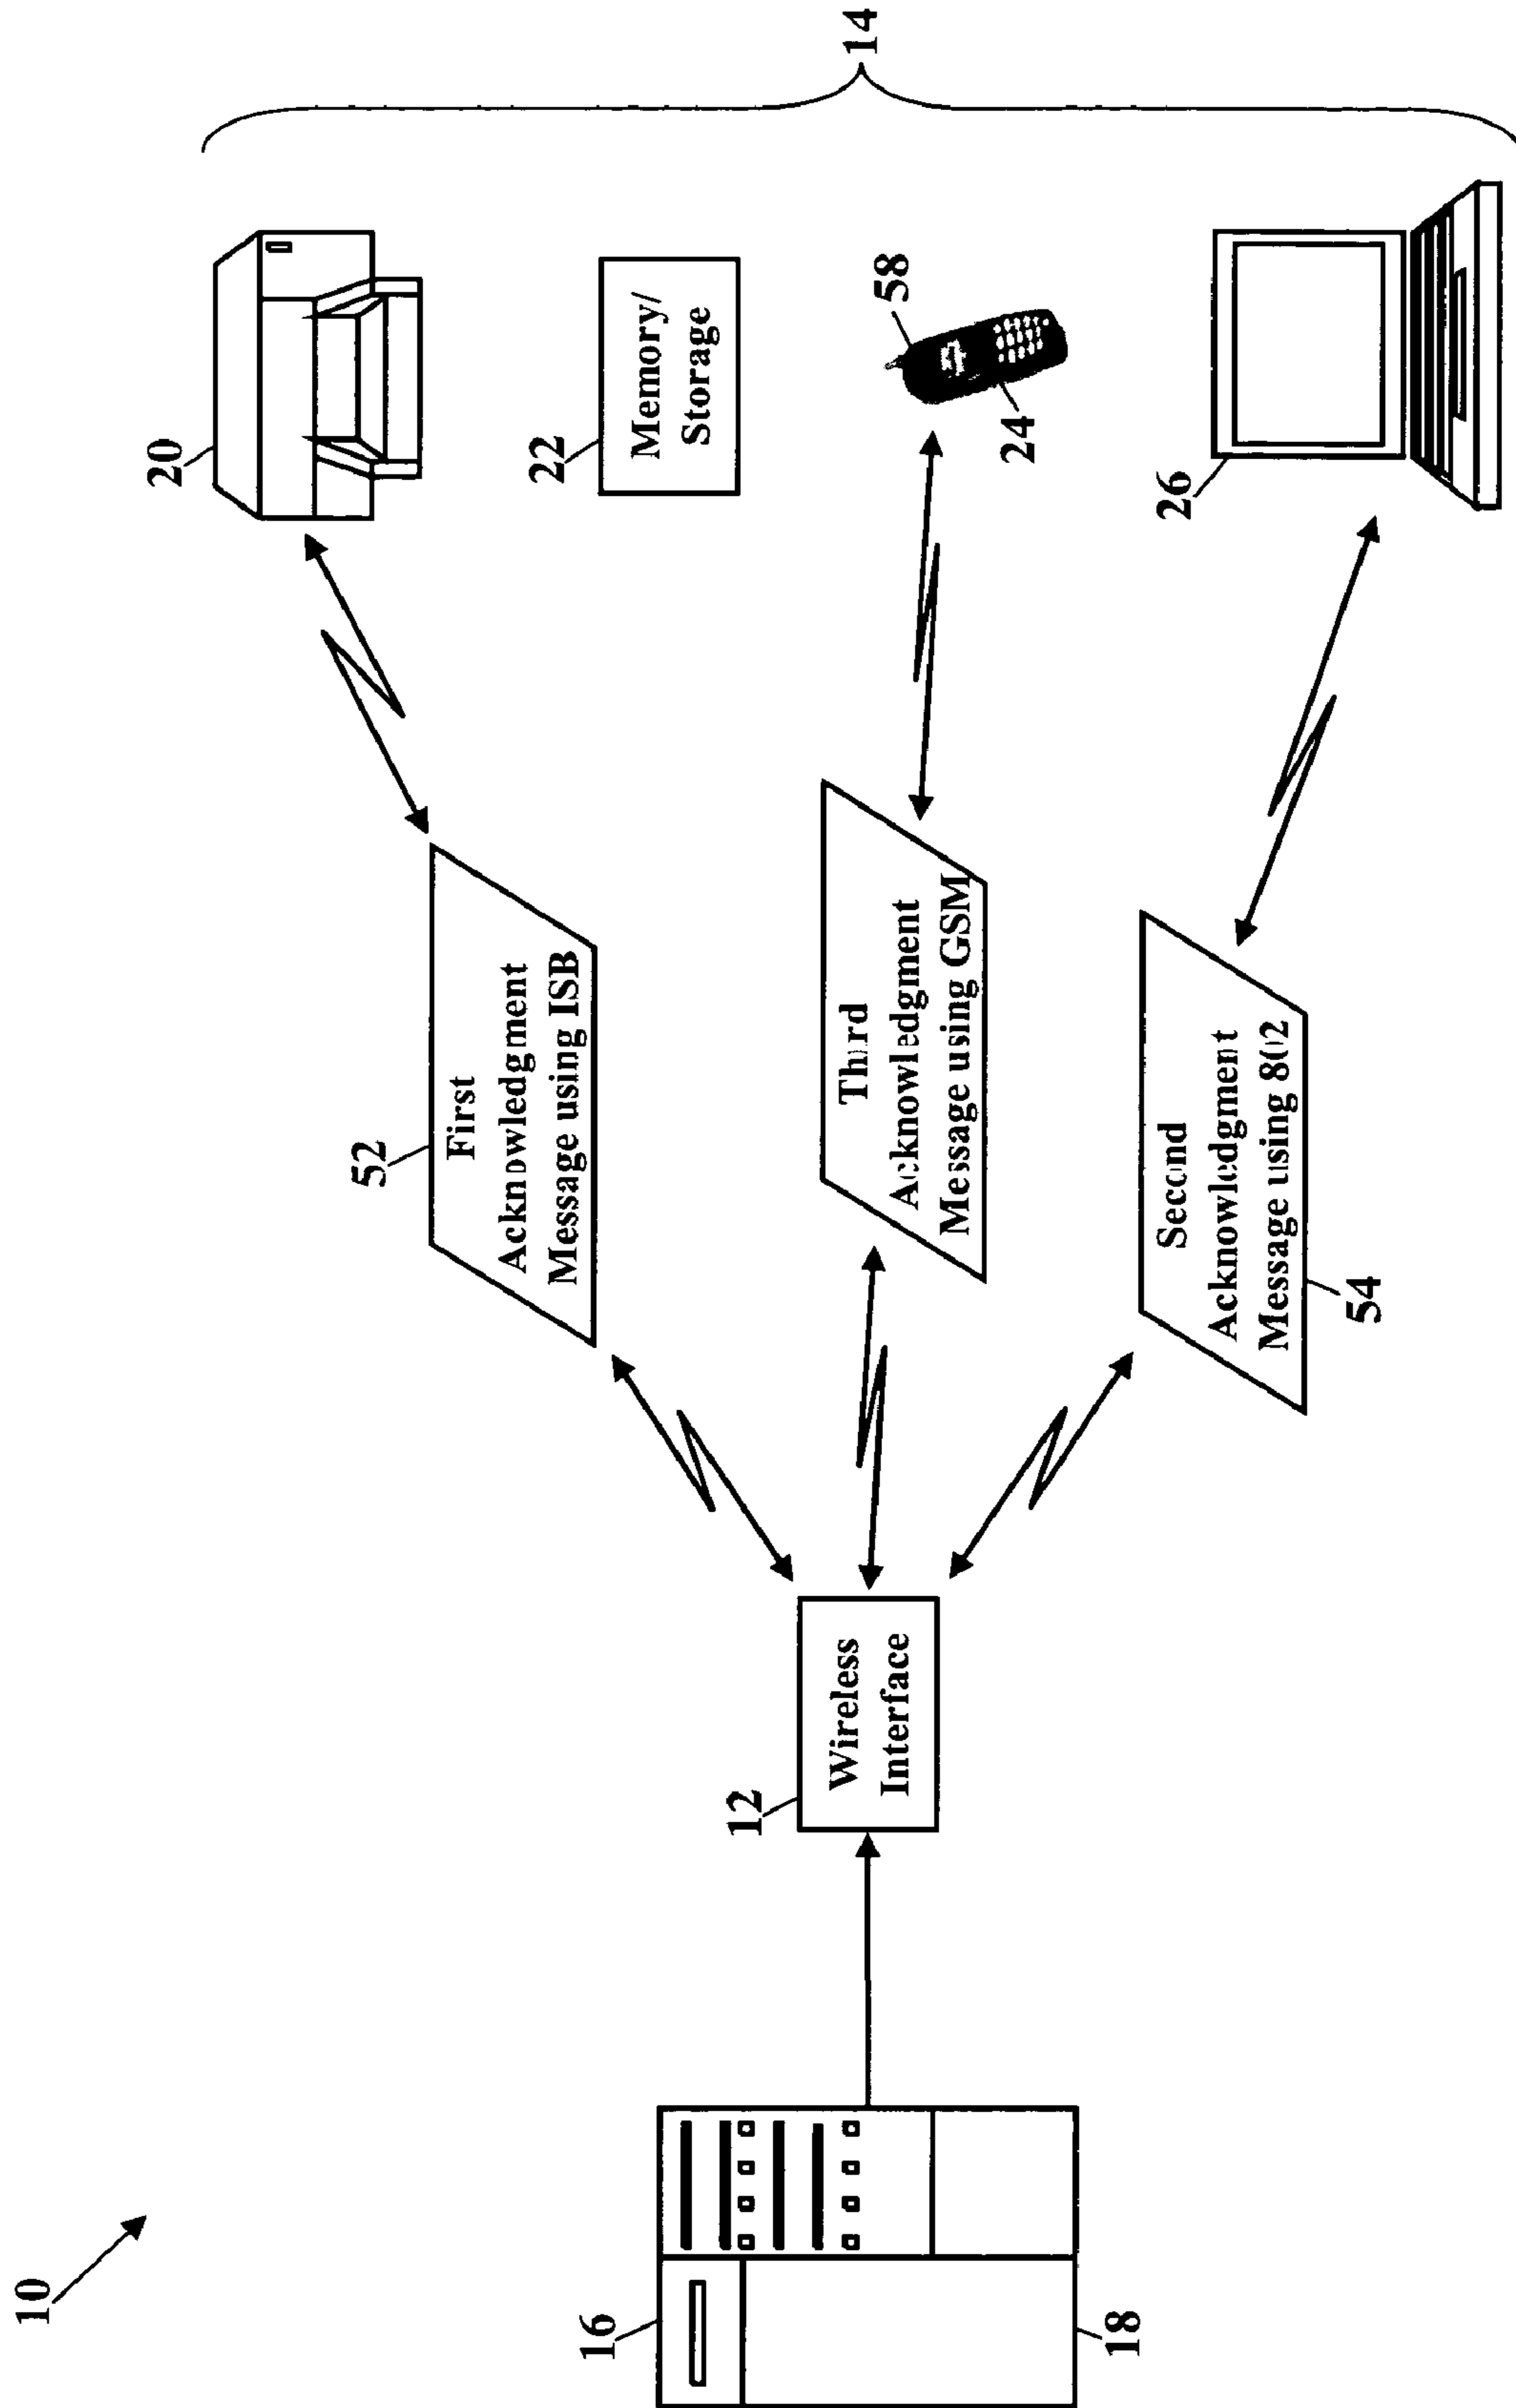 10
16
18
12
Wireless
Interface
52
First
Acknowledgment
Message using ISB
Third
Acknowledgment
Message using GSM
Second
Acknowledgment
Message using 802
54
20
22
Memory/
Storage
58
24
26
14